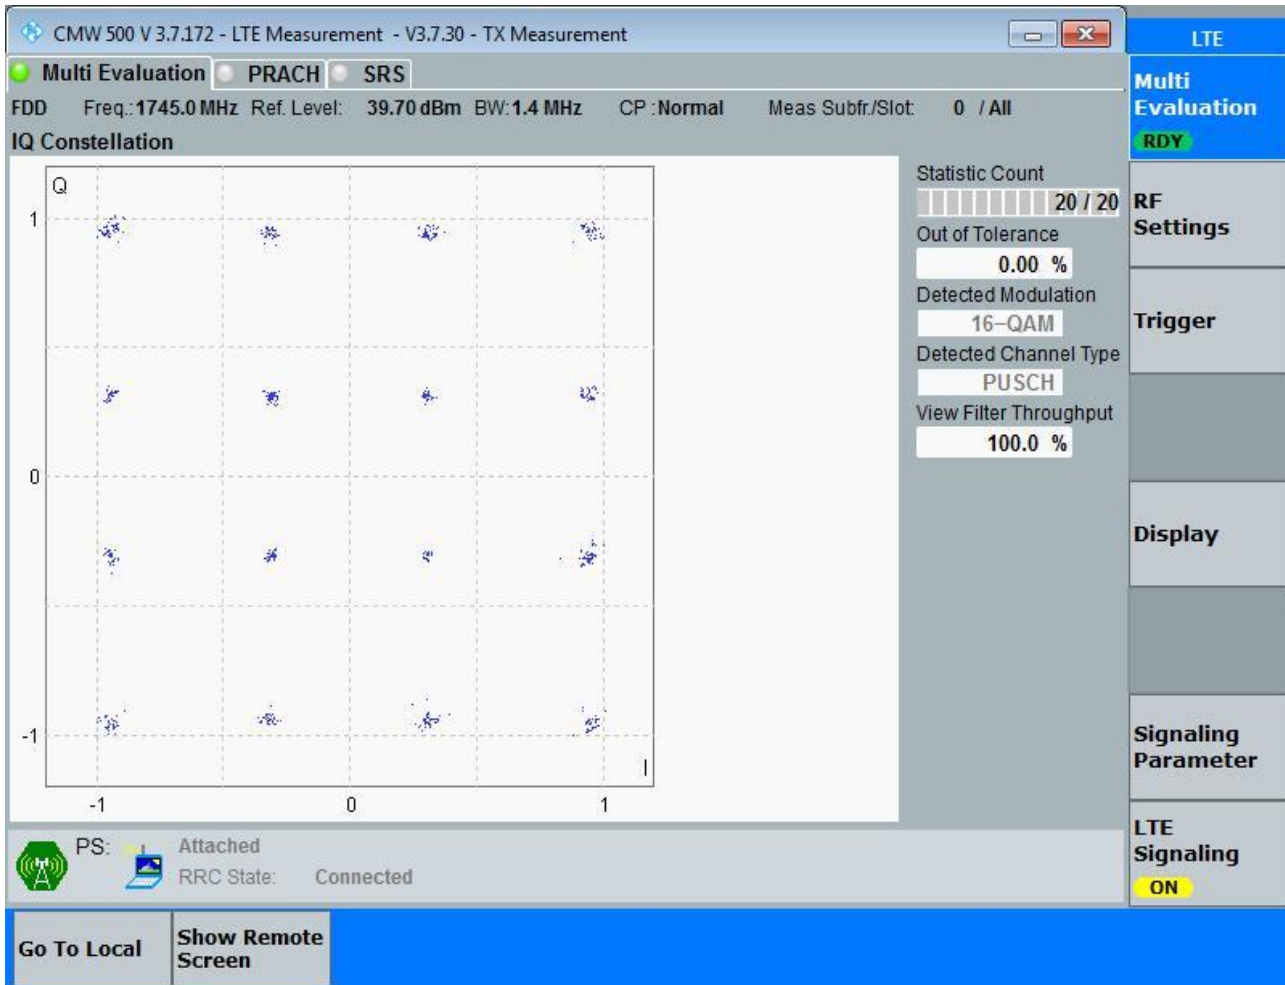 CMW 500 V 3.7.172 - LTE Measurement - V3.7.30 - TX Measurement
LTE
Multi Evaluation PRACH SRS
FDD Freq.:1745.0 MHz Ref. Level: 39.70 dBm BW:1.4 MHz CP :Normal Meas Subfr./Slot: 0 / All
IQ Constellation
Q
1
0
-1
I
-1 0 1
Statistic Count
20 / 20
Out of Tolerance
0.00 %
Detected Modulation
16-QAM
Detected Channel Type
PUSCH
View Filter Throughput
100.0 %
Multi
Evaluation
RDY
RF
Settings
Trigger
Display
Signaling
Parameter
LTE
Signaling
ON
PS: Attached
RRC State: Connected
Go To Local
Show Remote
Screen